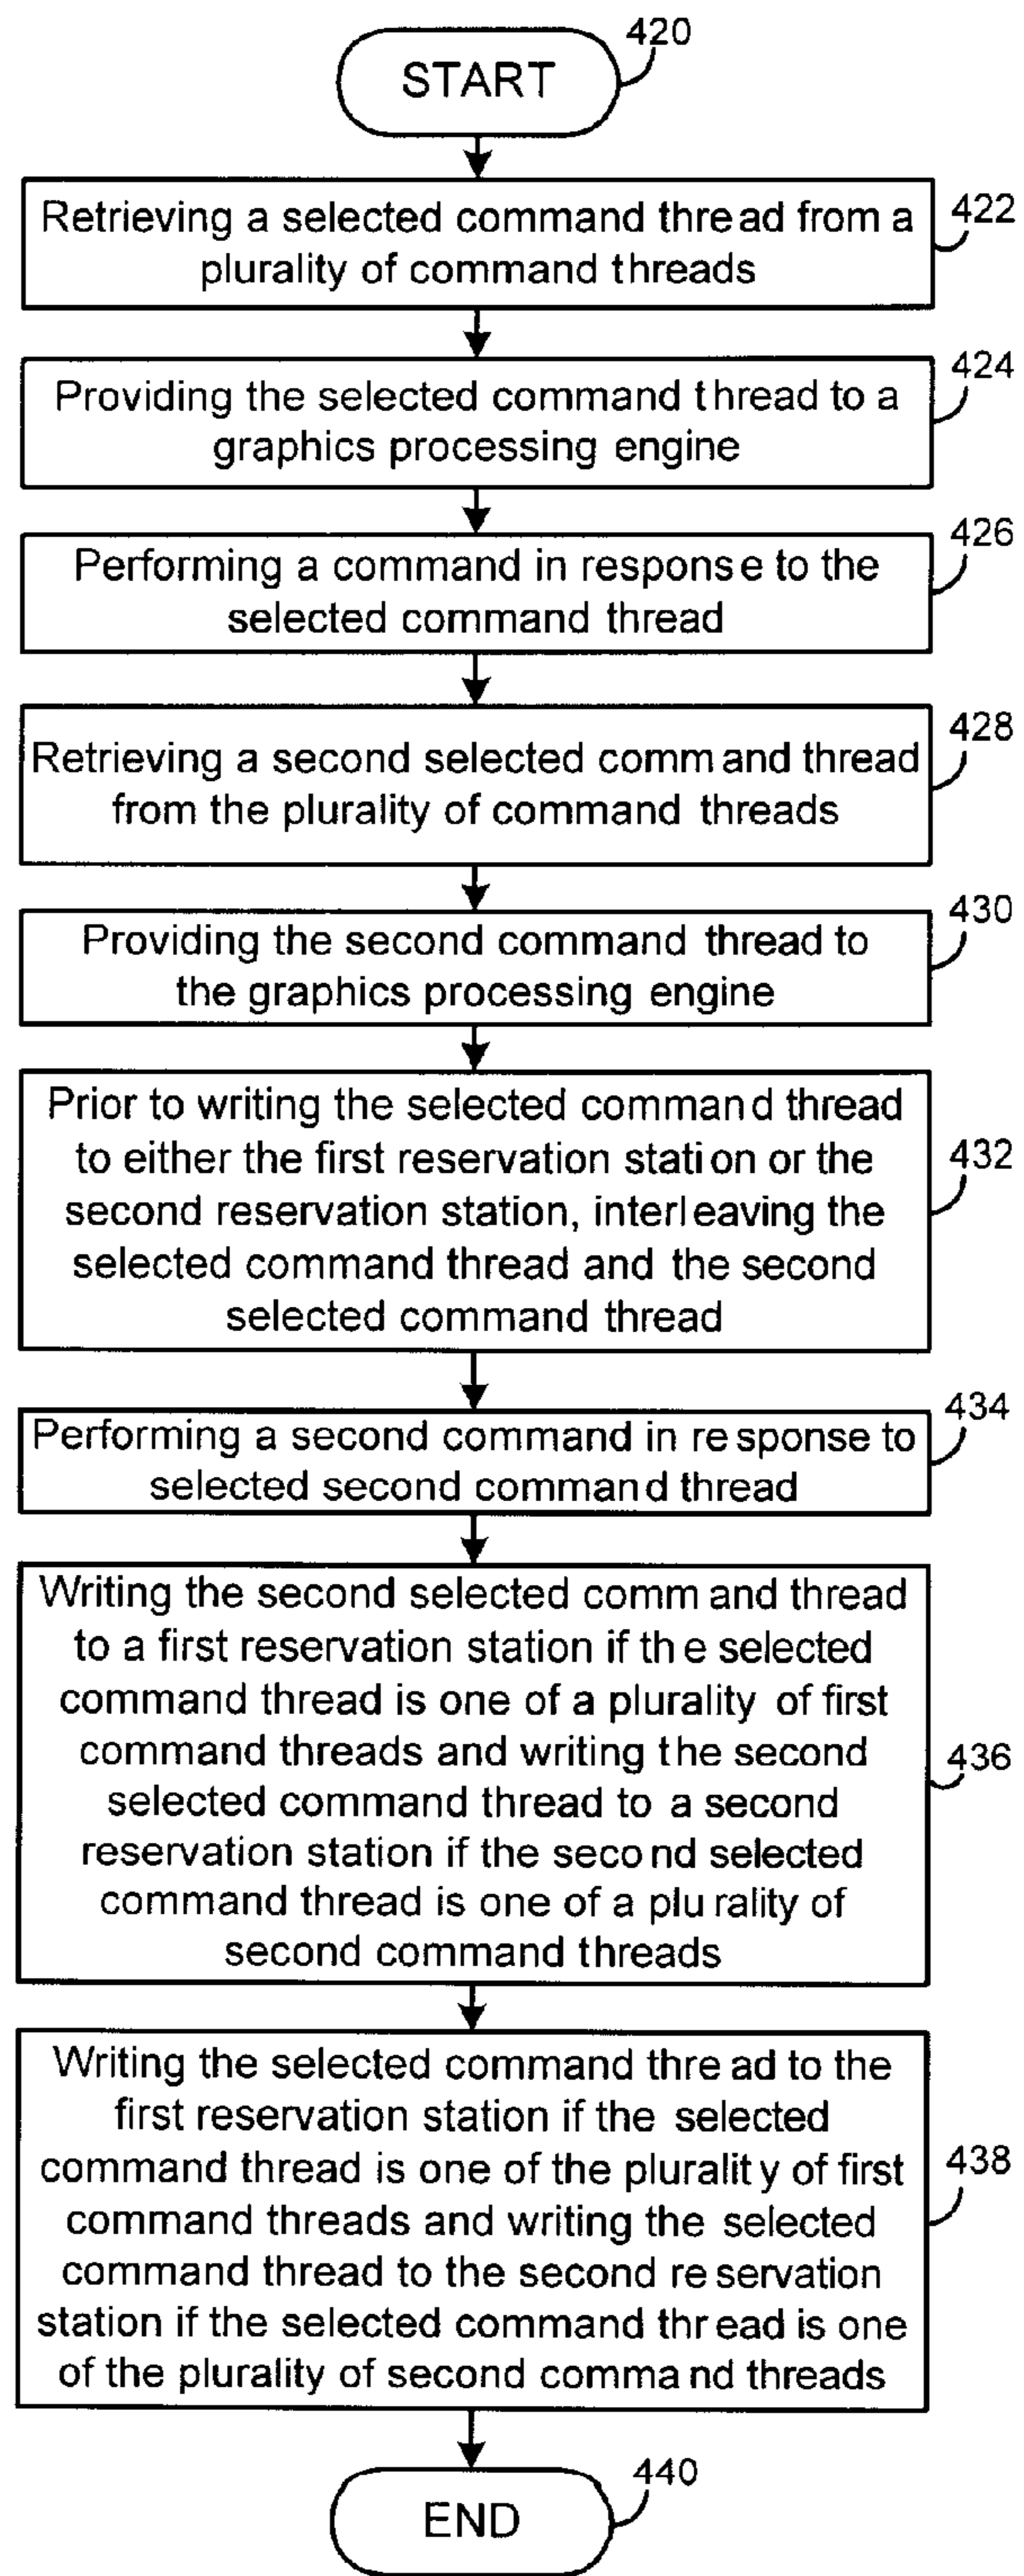 420
START
Retrieving a selected command thread from a
plurality of command threads
422
Providing the selected command thread to a
graphics processing engine
424
Performing a command in response to the
selected command thread
426
Retrieving a second selected command thread
from the plurality of command threads
428
Providing the second command thread to
the graphics processing engine
430
Prior to writing the selected command thread
to either the first reservation station or the
second reservation station, interleaving the
selected command thread and the second
selected command thread
432
Performing a second command in response to
selected second command thread
434
Writing the second selected command thread
to a first reservation station if the selected
command thread is one of a plurality of first
command threads and writing the second
selected command thread to a second
reservation station if the second selected
command thread is one of a plurality of
second command threads
436
Writing the selected command thread to the
first reservation station if the selected
command thread is one of the plurality of first
command threads and writing the selected
command thread to the second reservation
station if the selected command thread is one
of the plurality of second command threads
438
END
440